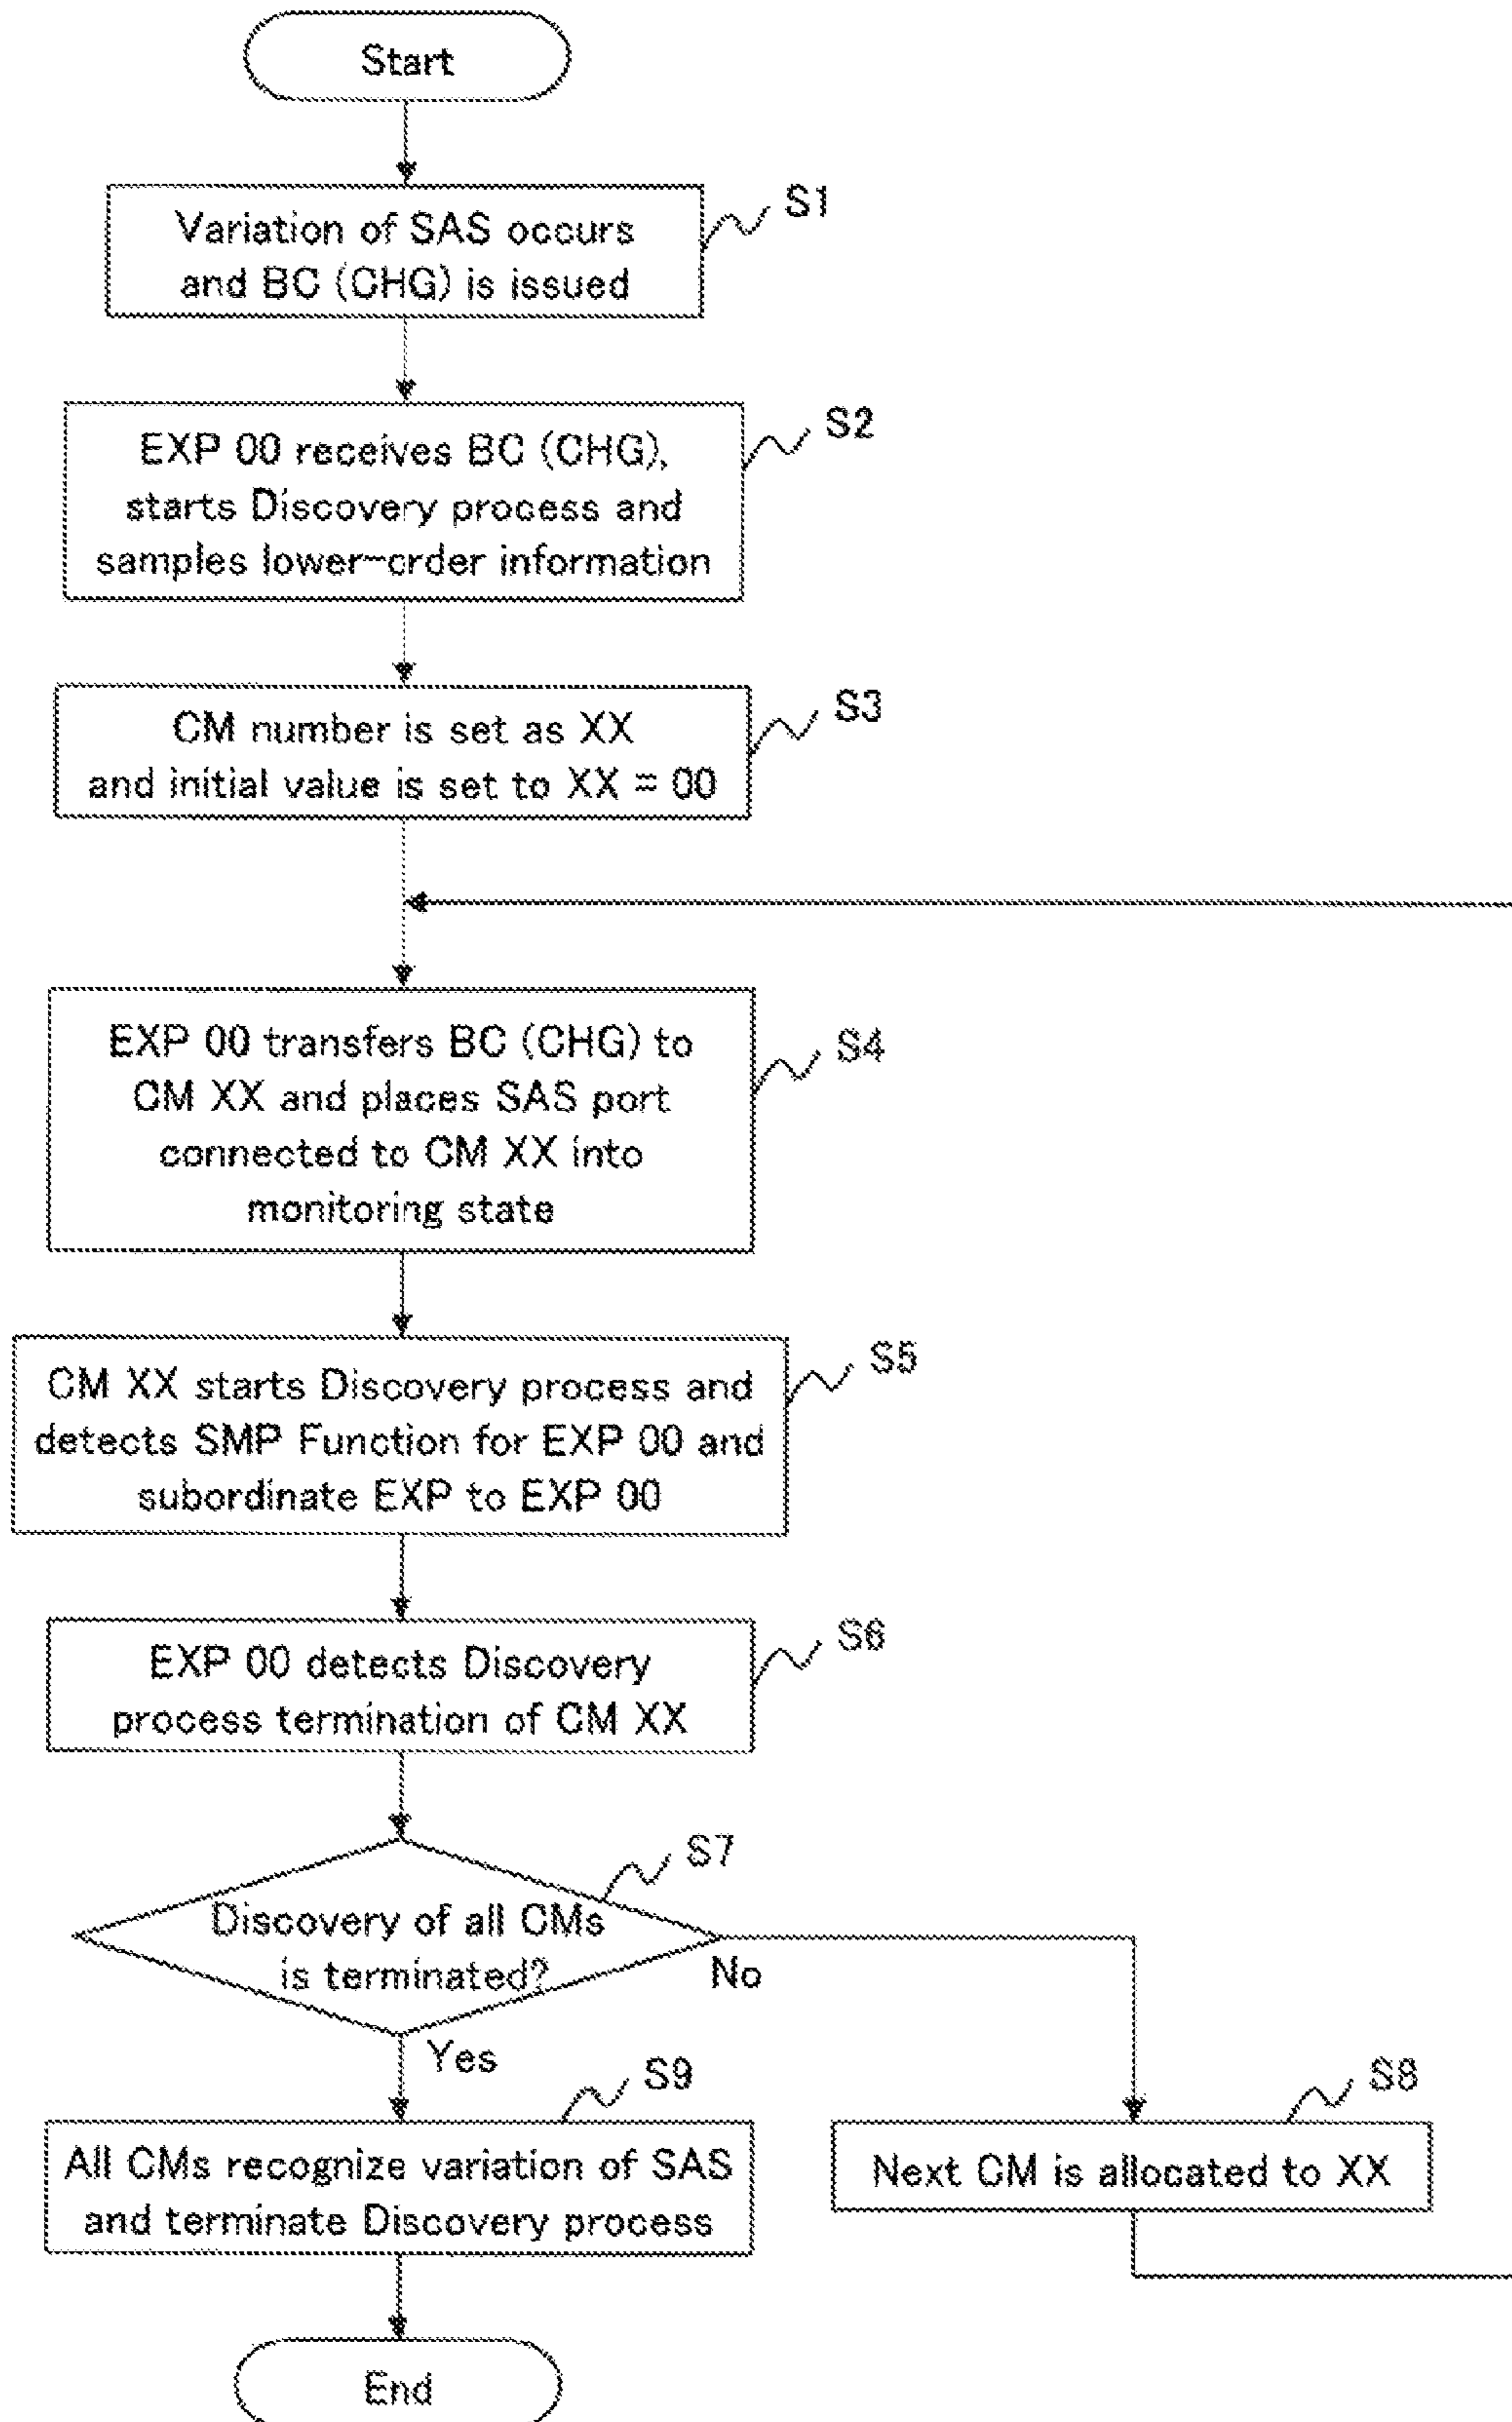 Start
S1
Variation of SAS occurs
and BC (CHG) is issued
S2
EXP 00 receives BC (CHG),
starts Discovery process and
samples lower-order information
S3
CM number is set as XX
and initial value is set to XX = 00
S4
EXP 00 transfers BC (CHG) to
CM XX and places SAS port
connected to CM XX into
monitoring state
S5
CM XX starts Discovery process and
detects SMP Function for EXP 00 and
subordinate EXP to EXP 00
S6
EXP 00 detects Discovery
process termination of CM XX
S7
Discovery of all CMs
is terminated?
No
Yes
S9
All CMs recognize variation of SAS
and terminate Discovery process
S8
Next CM is allocated to XX
End